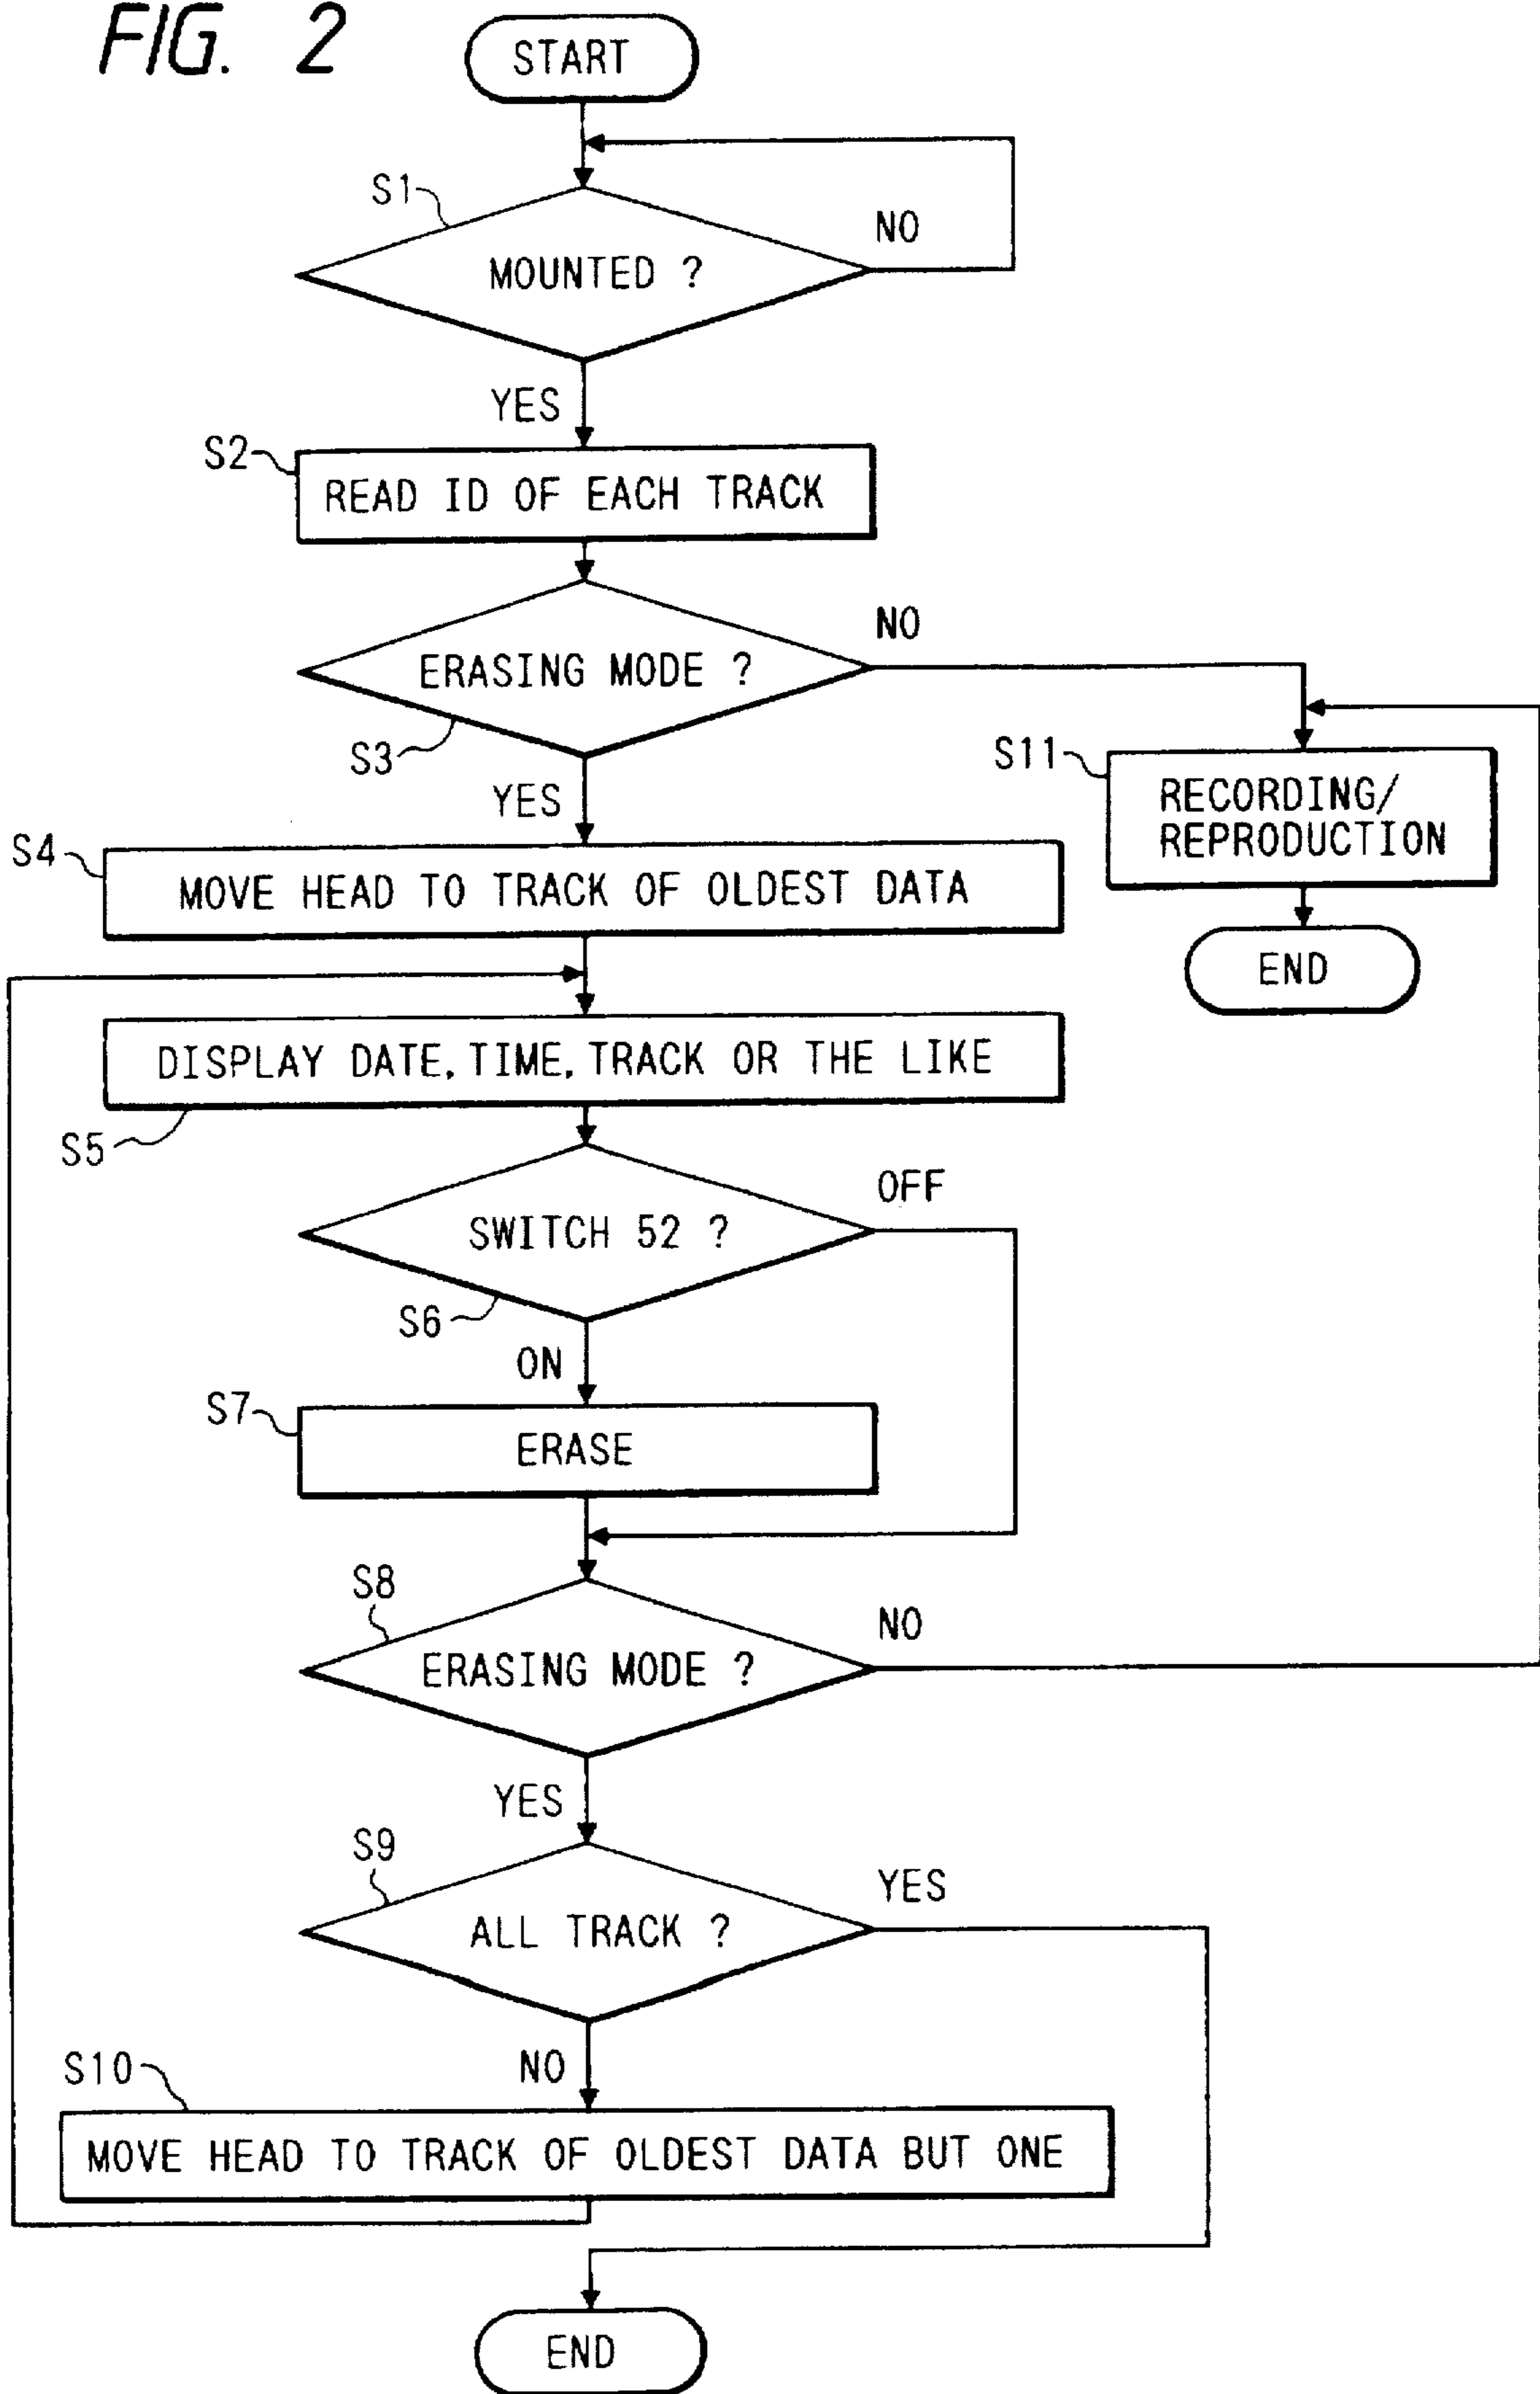 FIG. 2
START
S1
MOUNTED ?
NO
YES
S2
READ ID OF EACH TRACK
ERASING MODE ?
NO
S3
YES
S11
RECORDING/
REPRODUCTION
END
S4
MOVE HEAD TO TRACK OF OLDEST DATA
DISPLAY DATE, TIME, TRACK OR THE LIKE
S5
SWITCH 52 ?
OFF
S6
ON
S7
ERASE
S8
ERASING MODE ?
NO
YES
S9
ALL TRACK ?
YES
NO
S10
MOVE HEAD TO TRACK OF OLDEST DATA BUT ONE
END